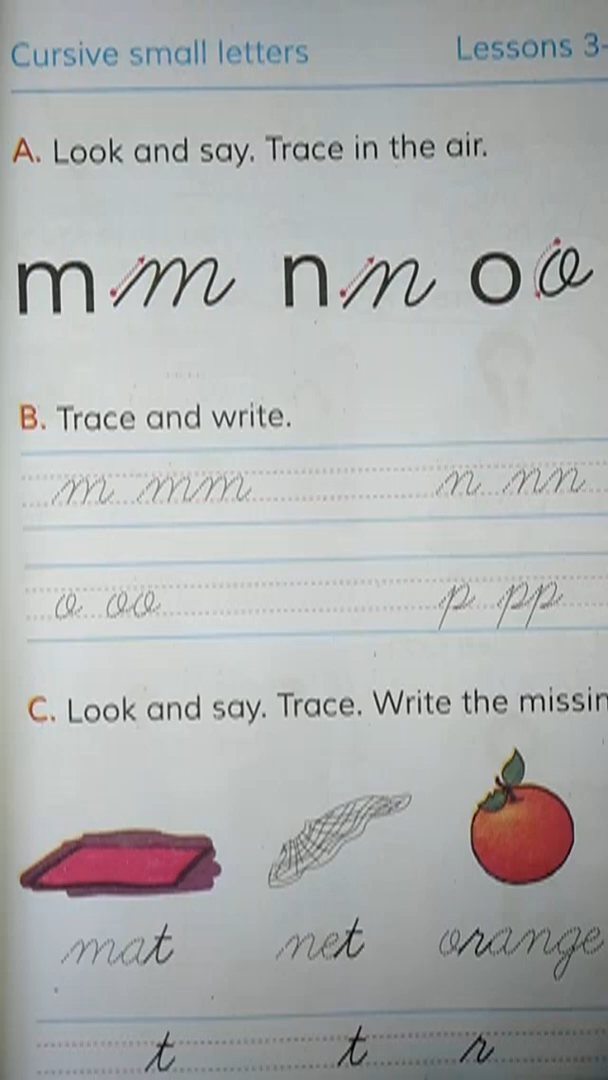 Cursive small letters Lessons 3-
A. Look and say. Trace in the air.
m m n n o o
B. Trace and write.
m mm n nn
o oo p pp
C. Look and say. Trace. Write the missin
mat net orange
t t r